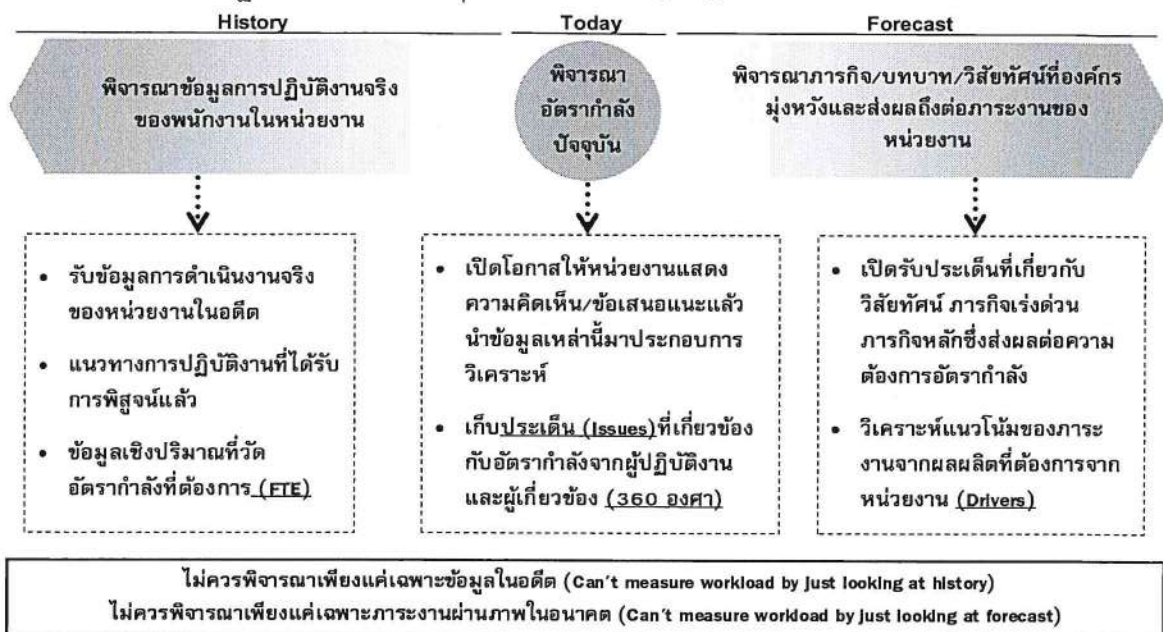 History
Today
Forecast
พิจารณาข้อมูลการปฏิบัติงานจริง
ของพนักงานในหน่วยงาน
พิจารณา
อัตรากำลัง
ปัจจุบัน
พิจารณาภารกิจ/บทบาท/วิสัยทัศน์ที่องค์กร
มุ่งหวังและส่งผลถึงต่อภาระงานของ
หน่วยงาน
• รับข้อมูลการดำเนินงานจริง
ของหน่วยงานในอดีต
• แนวทางการปฏิบัติงานที่ได้รับ
การพิสูจน์แล้ว
• ข้อมูลเชิงปริมาณที่วัด
อัตรากำลังที่ต้องการ (FTE)
• เปิดโอกาสให้หน่วยงานแสดง
ความคิดเห็น/ข้อเสนอแนะแล้ว
นำข้อมูลเหล่านี้มาประกอบการ
วิเคราะห์
• เก็บประเด็น (Issues)ที่เกี่ยวข้อง
กับอัตรากำลังจากผู้ปฏิบัติงาน
และผู้เกี่ยวข้อง (360 องศา)
• เปิดรับประเด็นที่เกี่ยวกับ
วิสัยทัศน์ ภารกิจเร่งด่วน
ภารกิจหลักซึ่งส่งผลต่อความ
ต้องการอัตรากำลัง
• วิเคราะห์แนวโน้มของภาระ
งานจากผลผลิตที่ต้องการจาก
หน่วยงาน (Drivers)
ไม่ควรพิจารณาเพียงแค่เฉพาะข้อมูลในอดีต (Can't measure workload by just looking at history)
ไม่ควรพิจารณาเพียงแค่เฉพาะภาระงานผ่านภาพในอนาคต (Can't measure workload by just looking at forecast)